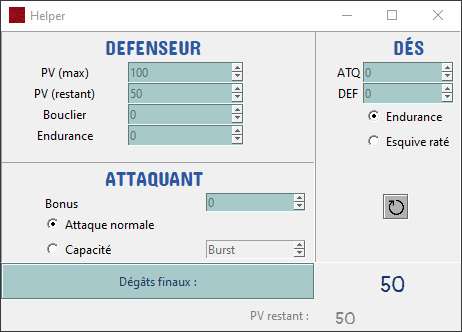 Helper
DEFENSEUR
PV (max) 100
PV (restant) 50
Bouclier 0
Endurance 0
DÉS
ATQ 0
DEF 0
Endurance
Esquive raté
ATTAQUANT
Bonus 0
Attaque normale
Capacité Burst
Dégâts finaux : 50
PV restant : 50